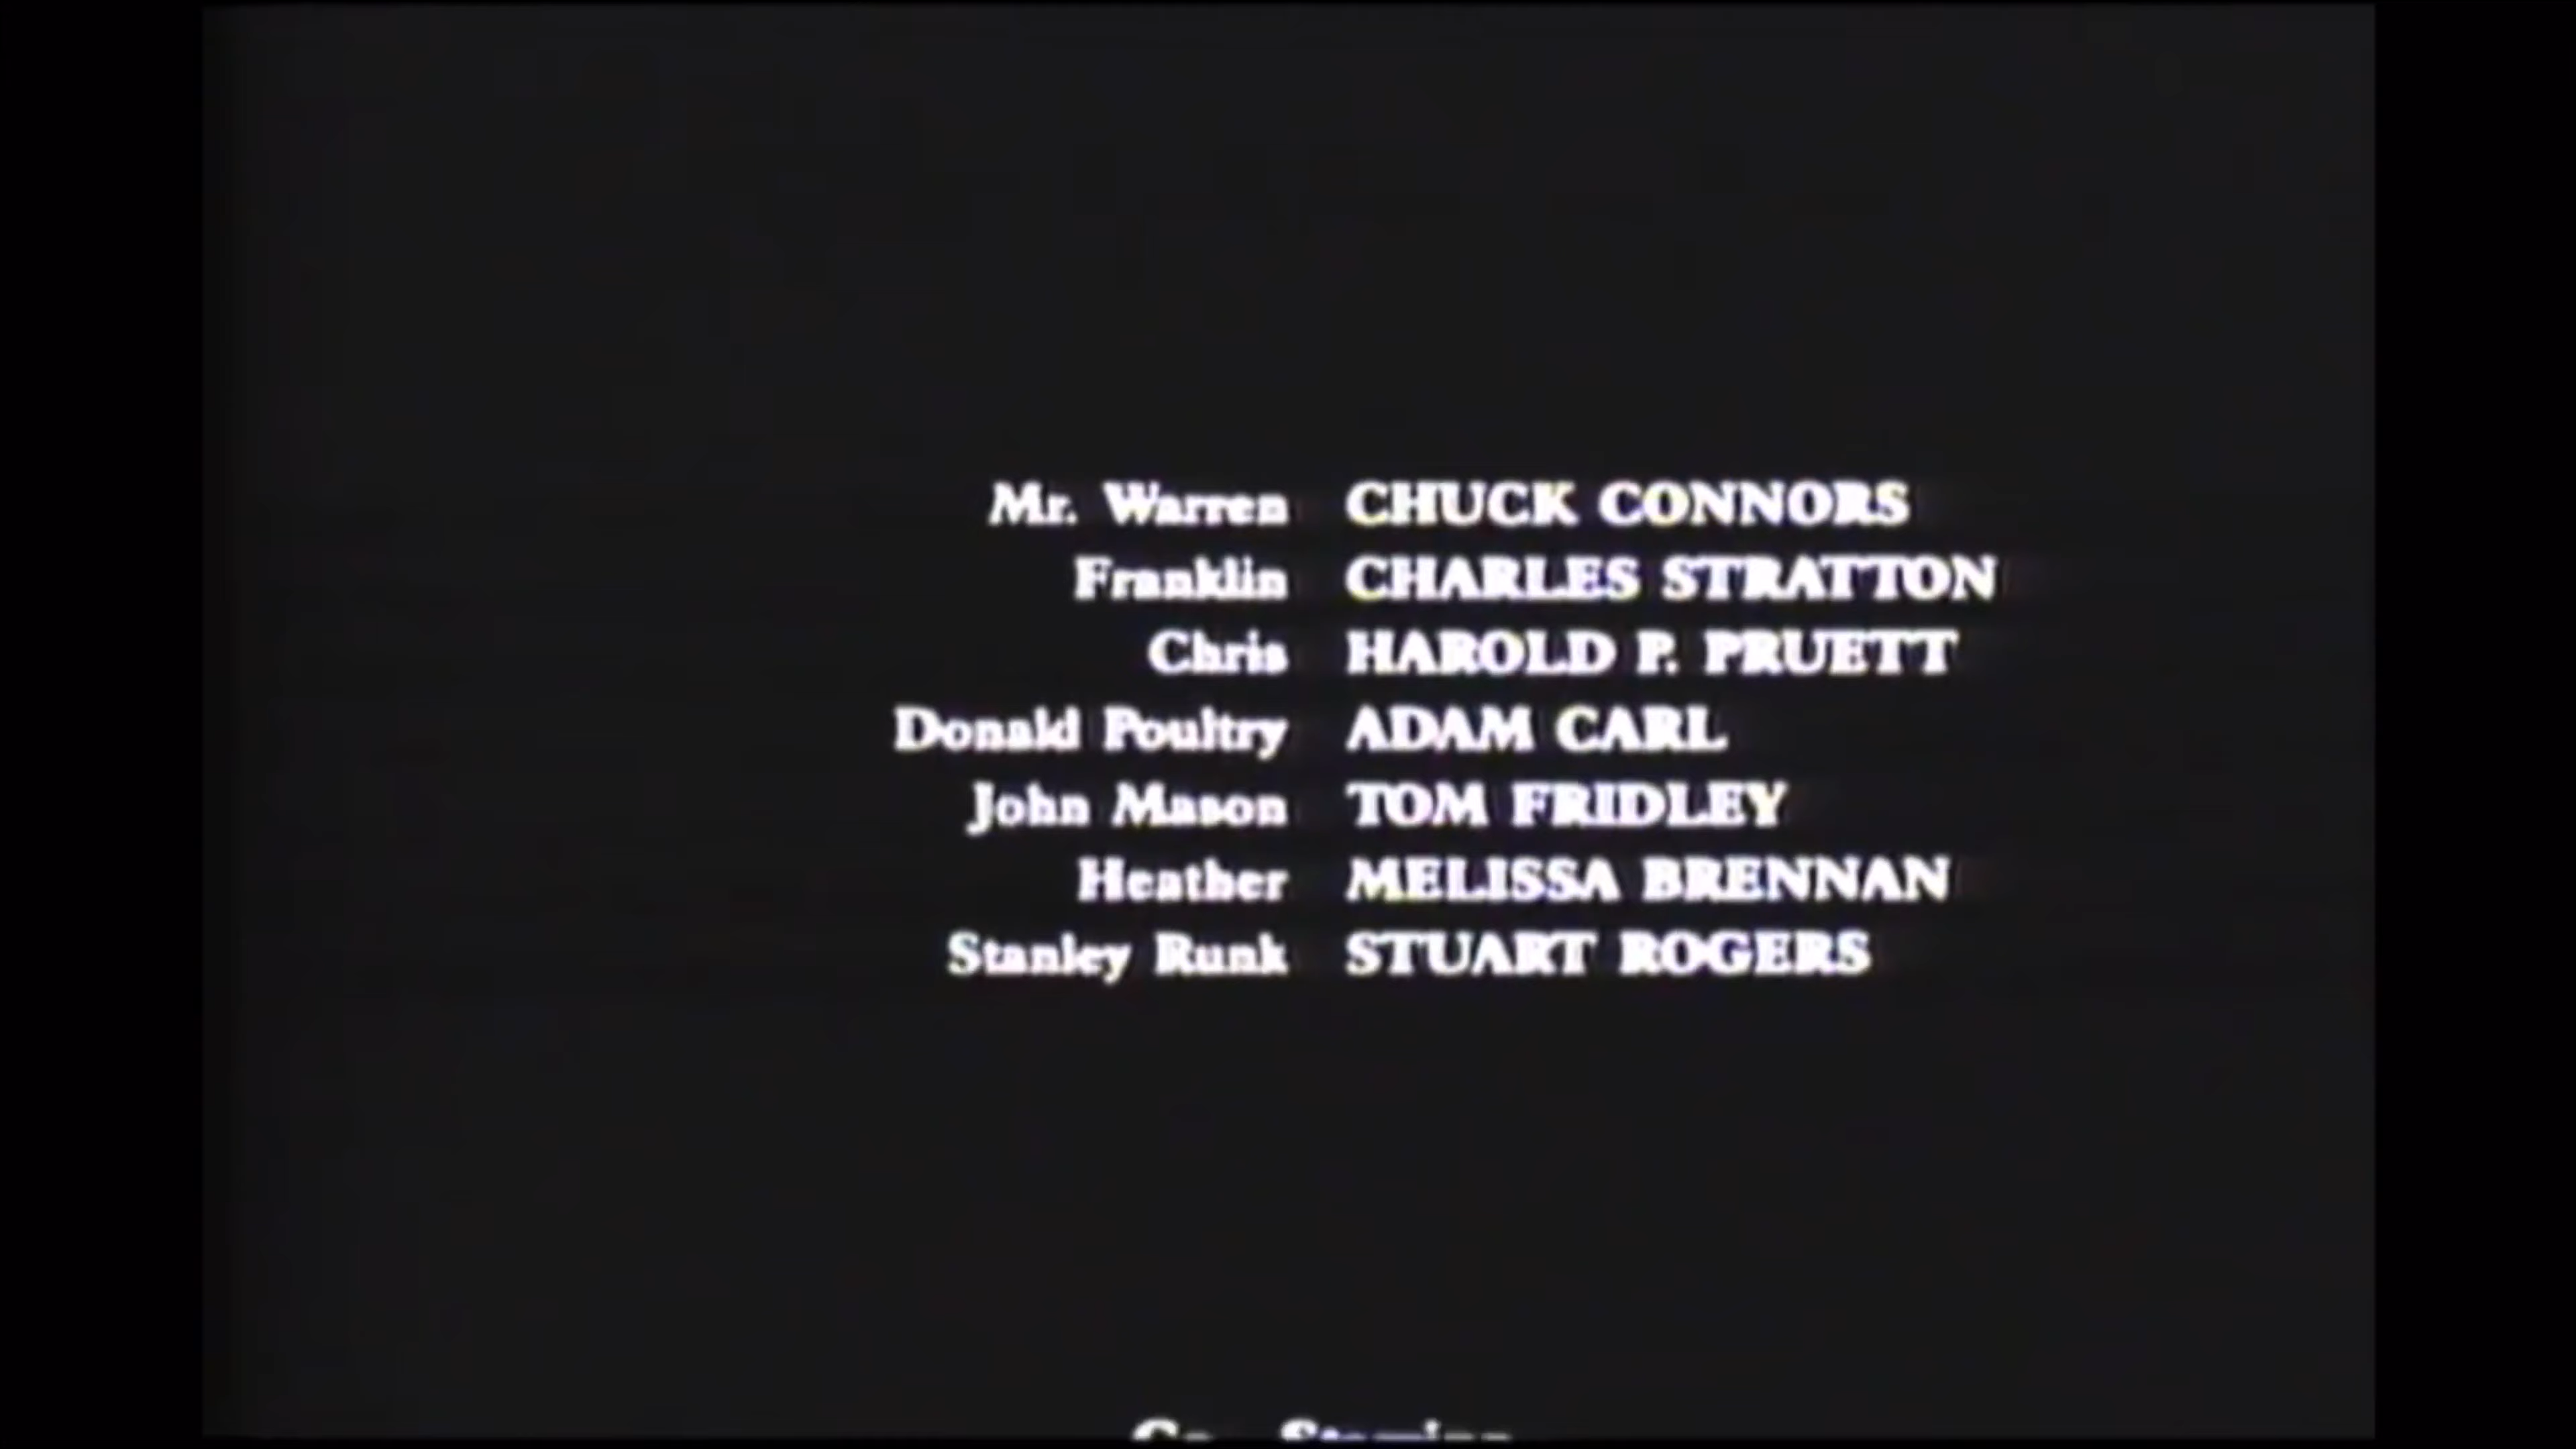 Mr. Warren CHUCK CONNORS
Franklin CHARLES STRATTON
Chris HAROLD P. PRUETT
Donald Poultry ADAM CARL
John Mason TOM FRIDLEY
Heather MELISSA BRENNAN
Stanley Runk STUART ROGERS